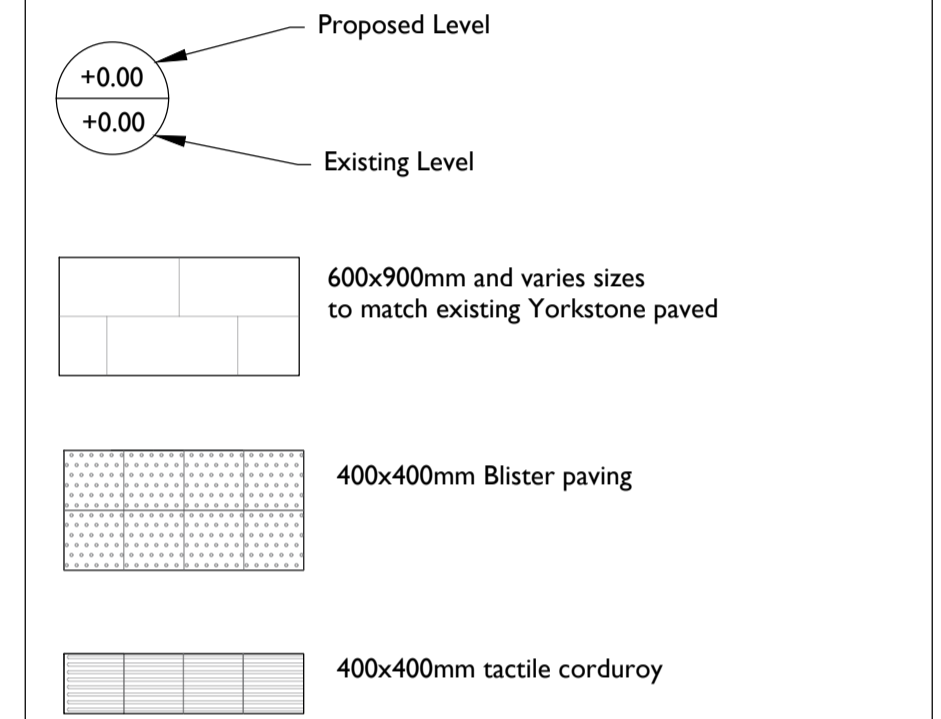 Proposed Level
+0.00
+0.00
Existing Level
600x900mm and varies sizes
to match existing Yorkstone paved
400x400mm Blister paving
400x400mm tactile corduroy